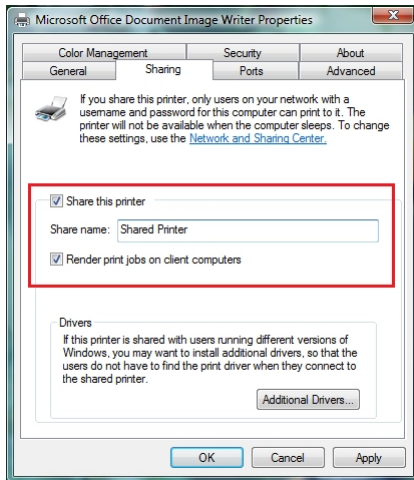 Microsoft Office Document Image Writer Properties
Color Management Security About
General Sharing Ports Advanced
If you share this printer, only users on your network with a
username and password for this computer can print to it. The
printer will not be available when the computer sleeps. To change
these settings, use the Network and Sharing Center.
Share this printer
Share name: Shared Printer
Render print jobs on client computers
Drivers
If this printer is shared with users running different versions of
Windows, you may want to install additional drivers, so that the
users do not have to find the print driver when they connect to
the shared printer.
Additional Drivers...
OK Cancel Apply